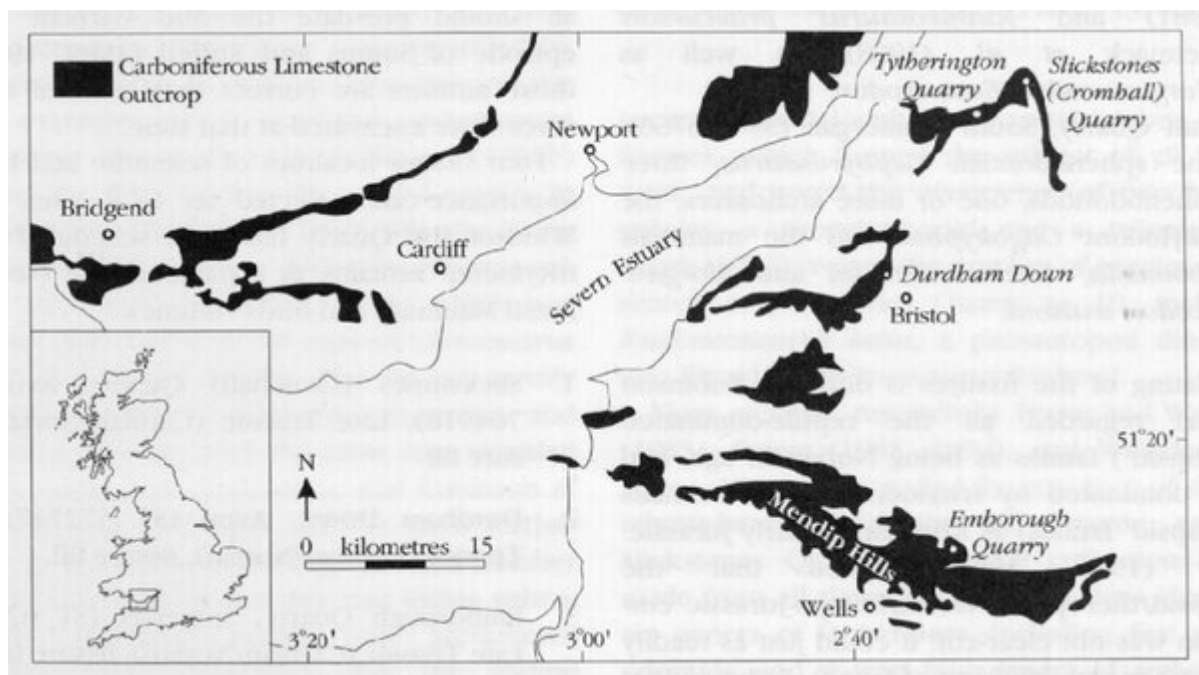 Carboniferous Limestone
outcrop
Newport
Tytherington
Quarry
Slickstones
(Cromhall)
Quarry
Bridgend
Cardiff
Severn Estuary
Durdham Down
Bristol
51°20'
N
0 kilometres 15
Mendip Hills
Emborough
Quarry
Wells
3°20'
3°00'
2°40'